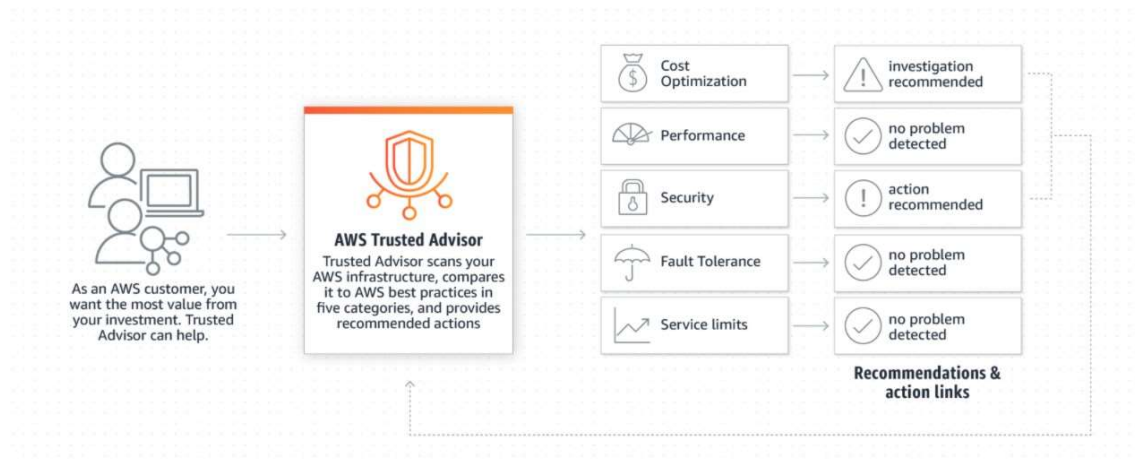 As an AWS customer, you
want the most value from
your investment. Trusted
Advisor can help.
AWS Trusted Advisor
Trusted Advisor scans your
AWS infrastructure, compares
it to AWS best practices in
five categories, and provides
recommended actions
Cost
Optimization
investigation
recommended
Performance
no problem
detected
Security
action
recommended
Fault Tolerance
no problem
detected
Service limits
no problem
detected
Recommendations &
action links